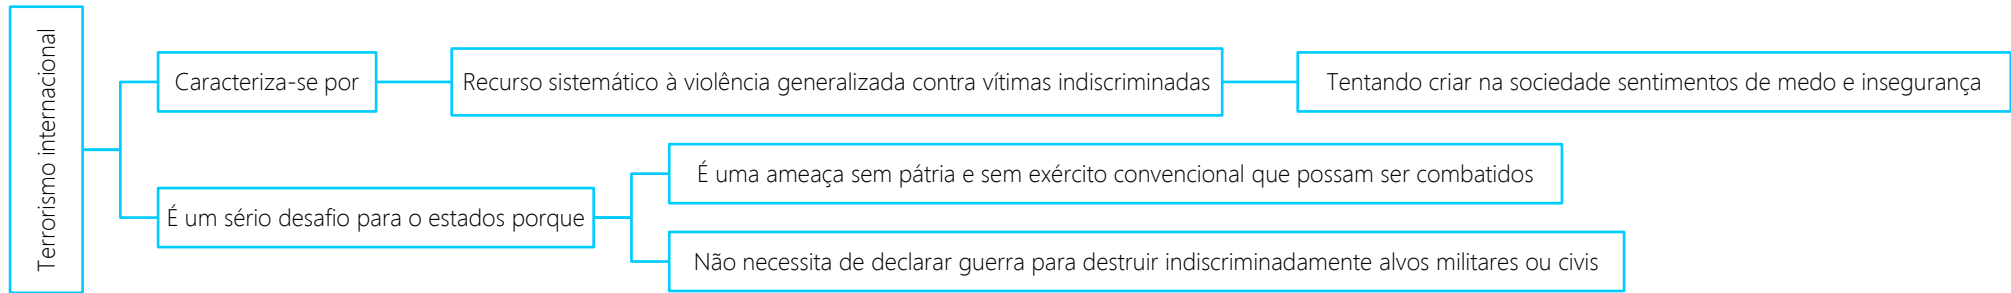 Terrorismo internacional
Caracteriza-se por
Recurso sistemático à violência generalizada contra vítimas indiscriminadas
Tentando criar na sociedade sentimentos de medo e insegurança
É um sério desafio para o estados porque
É uma ameaça sem pátria e sem exército convencional que possam ser combatidos
Não necessita de declarar guerra para destruir indiscriminadamente alvos militares ou civis